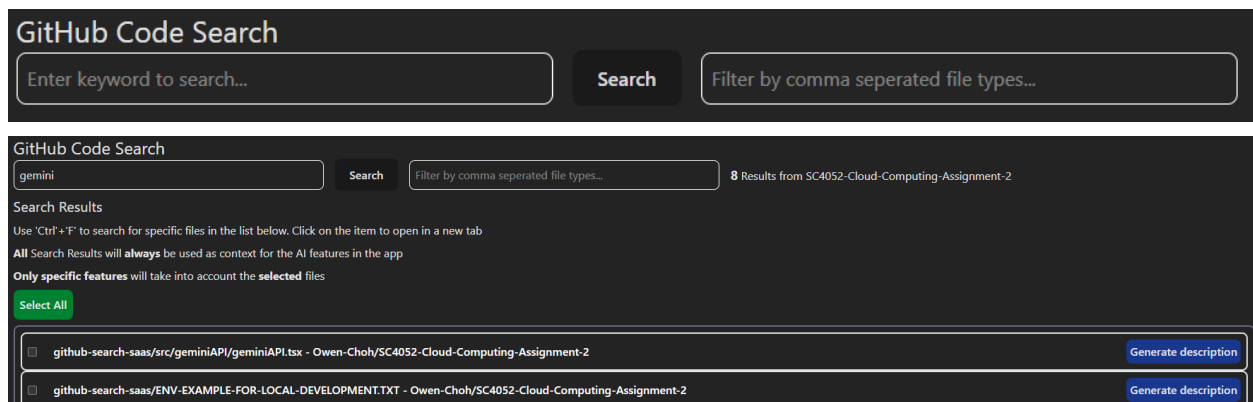 GitHub Code Search
Enter keyword to search...
Search
Filter by comma seperated file types...
GitHub Code Search
gemini
Search
Filter by comma seperated file types...
8 Results from SC4052-Cloud-Computing-Assignment-2
Search Results
Use 'Ctrl'+'F' to search for specific files in the list below. Click on the item to open in a new tab
All Search Results will always be used as context for the AI features in the app
Only specific features will take into account the selected files
Select All
github-search-saas/src/geminiAPI/geminiAPI.tsx - Owen-Choh/SC4052-Cloud-Computing-Assignment-2
Generate description
github-search-saas/ENV-EXAMPLE-FOR-LOCAL-DEVELOPMENT.TXT - Owen-Choh/SC4052-Cloud-Computing-Assignment-2
Generate description